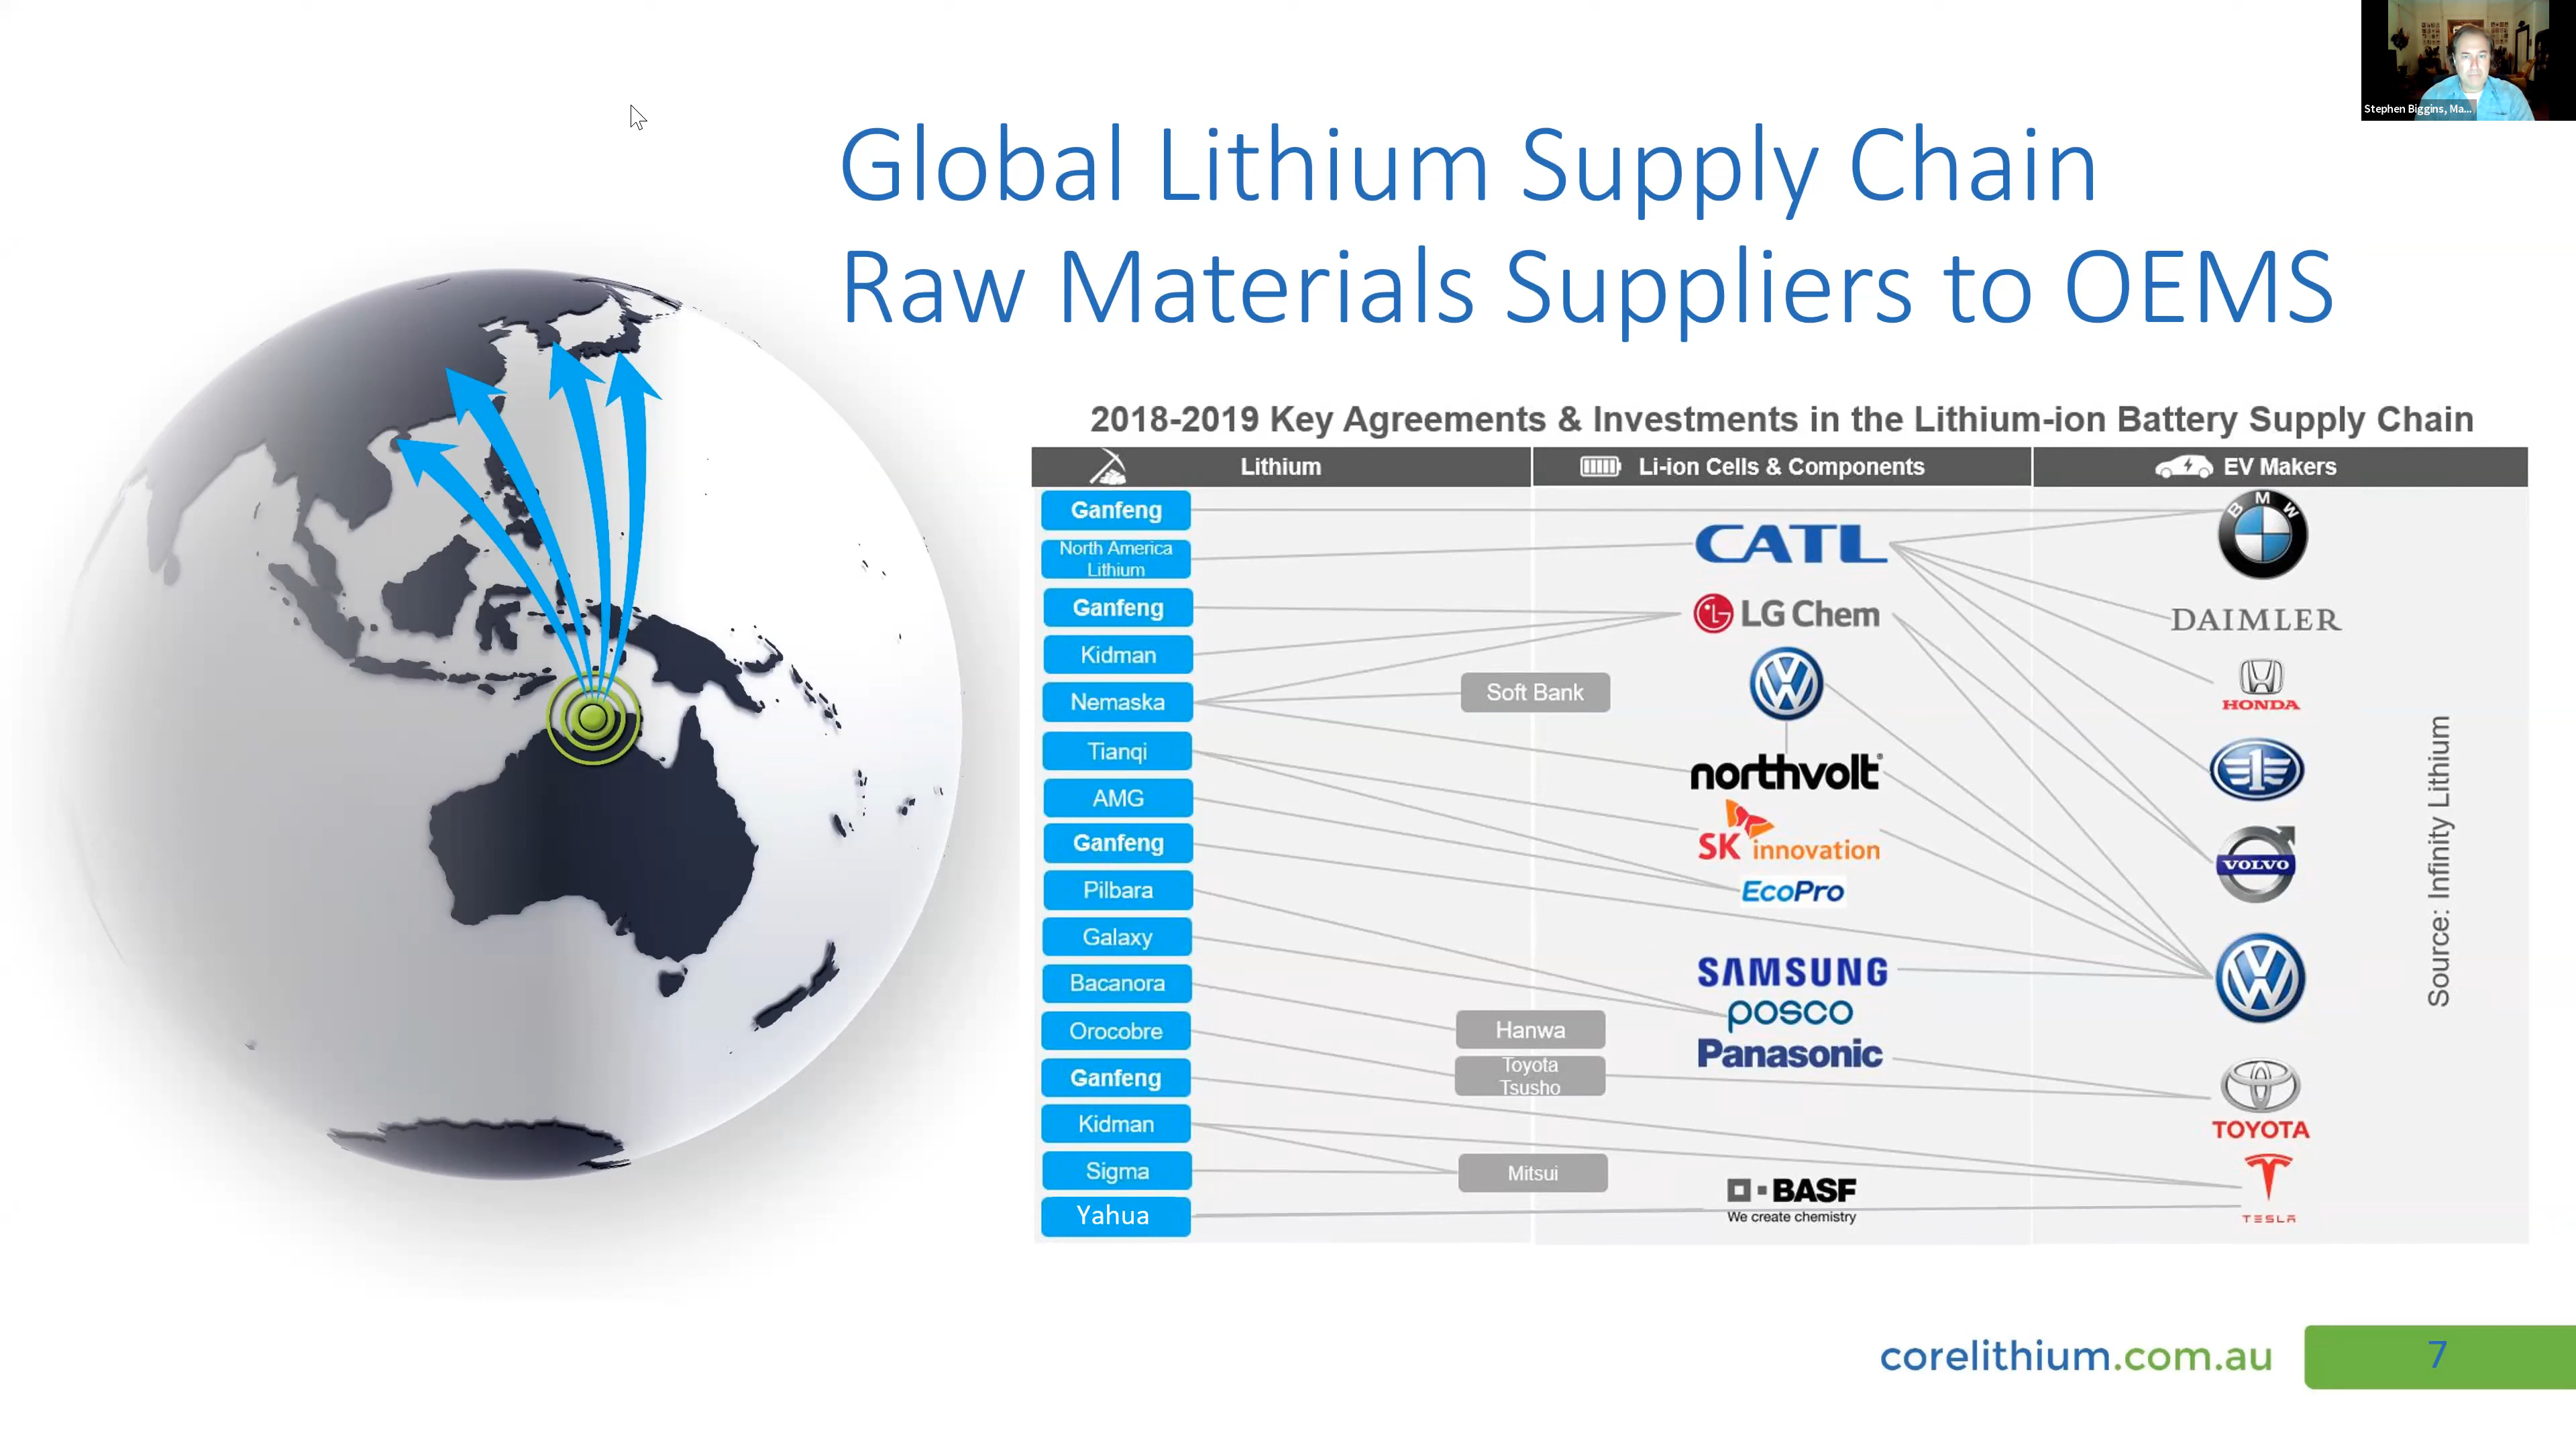 Stephen Biggins, Ma...
Global Lithium Supply Chain
Raw Materials Suppliers to OEMS
2018-2019 Key Agreements & Investments in the Lithium-ion Battery Supply Chain
Lithium
Li-ion Cells & Components
EV Makers
Ganfeng
North America
Lithium
Ganfeng
Kidman
Nemaska
Tianqi
AMG
Ganfeng
Pilbara
Galaxy
Bacanora
Orocobre
Ganfeng
Kidman
Sigma
Yahua
Soft Bank
Hanwa
Toyota
Tsusho
Mitsui
CATL
LG Chem
VW
northvolt
SK innovation
EcoPro
SAMSUNG
posco
Panasonic
BASF
We create chemistry
BMW
DAIMLER
HONDA
VOLVO
VW
TOYOTA
TESLA
Source: Infinity Lithium
corelithium.com.au
7